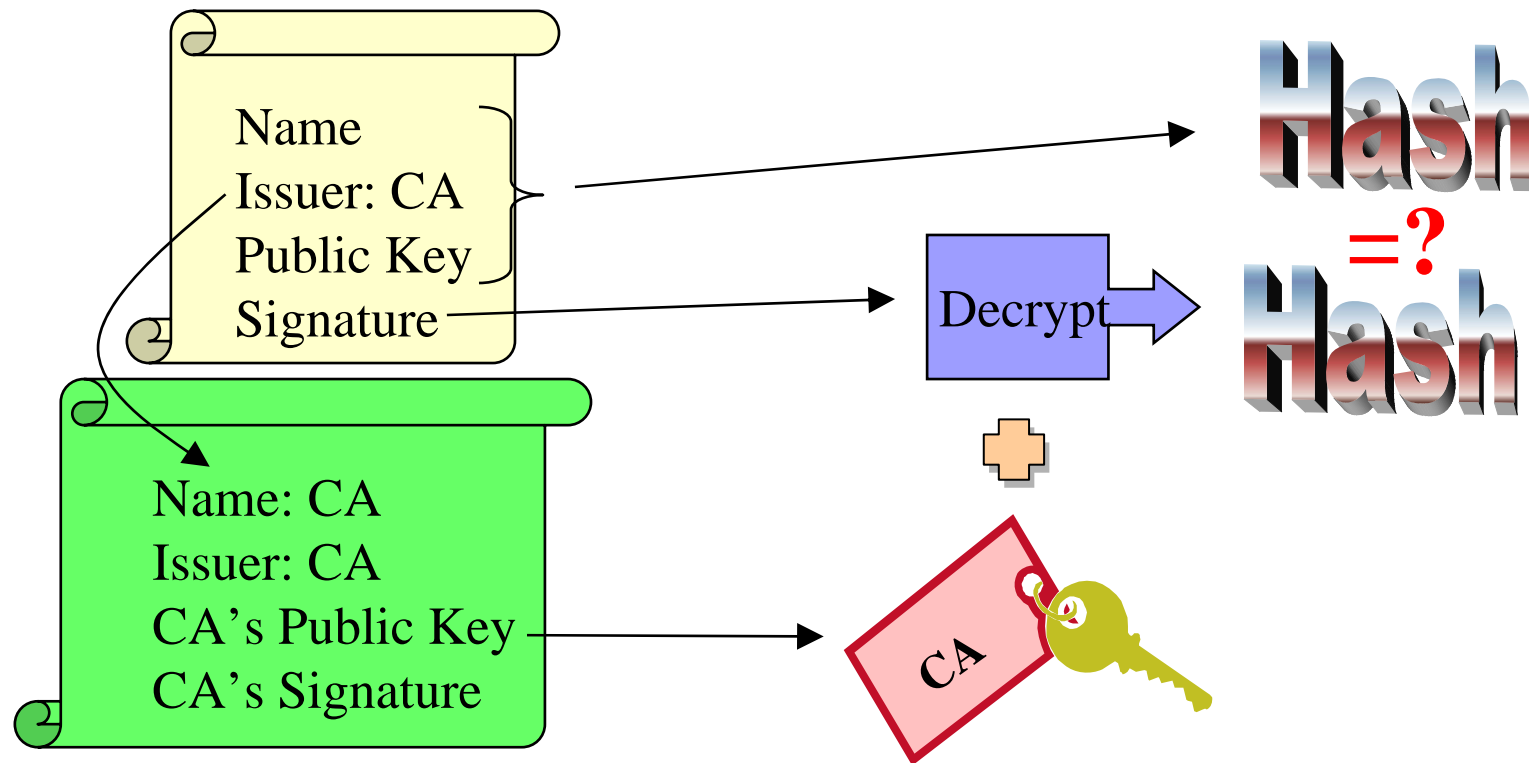 Name
Issuer: CA
Public Key
Signature
Name: CA
Issuer: CA
CA’s Public Key
CA’s Signature
Decrypt
CA
Hash
=?
Hash